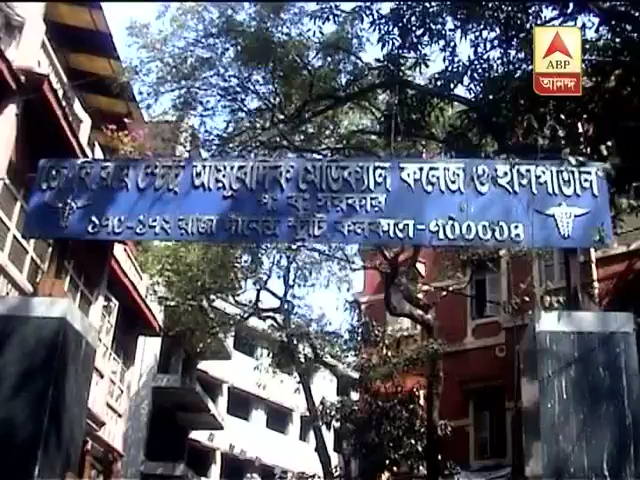 ABP
আনন্দ
জে বি রায় স্টেট আয়ুর্বেদিক মেডিক্যাল কলেজ ও হাসপাতাল
প ব সরকার
১৭০-১৭২ রাজা দীনেন্দ্র স্ট্রীট কলকাতা-৭০০০০৪